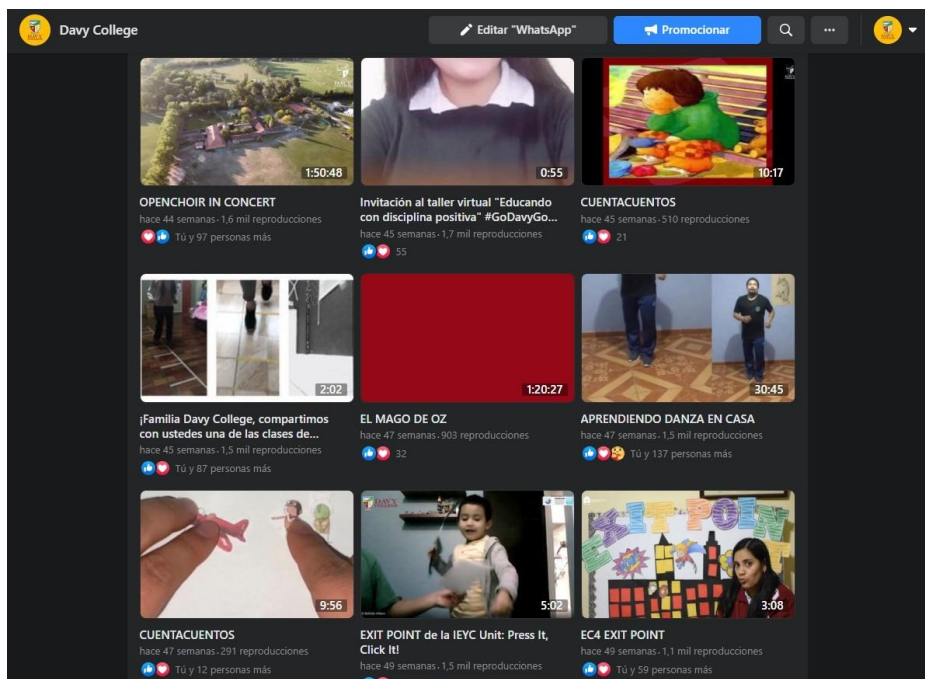 Davy College
Editar "WhatsApp"
Promocionar
1:50:48
0:55
10:17
OPENCHOIR IN CONCERT
hace 44 semanas · 1,6 mil reproducciones
Tú y 97 personas más
Invitación al taller virtual "Educando
con disciplina positiva" #GoDavyGo...
hace 45 semanas · 1,7 mil reproducciones
55
CUENTACUENTOS
hace 45 semanas · 510 reproducciones
21
2:02
1:20:27
30:45
¡Familia Davy College, compartimos
con ustedes una de las clases de...
hace 45 semanas · 1,5 mil reproducciones
Tú y 87 personas más
EL MAGO DE OZ
hace 47 semanas · 903 reproducciones
32
APRENDIENDO DANZA EN CASA
hace 47 semanas · 1,5 mil reproducciones
Tú y 137 personas más
9:56
DAVY
COLLEGE
5:02
EXIT POINT
3:08
CUENTACUENTOS
hace 47 semanas · 291 reproducciones
Tú y 12 personas más
EXIT POINT de la IEYC Unit: Press It,
Click It!
hace 49 semanas · 1,5 mil reproducciones
EC4 EXIT POINT
hace 49 semanas · 1,1 mil reproducciones
Tú y 59 personas más